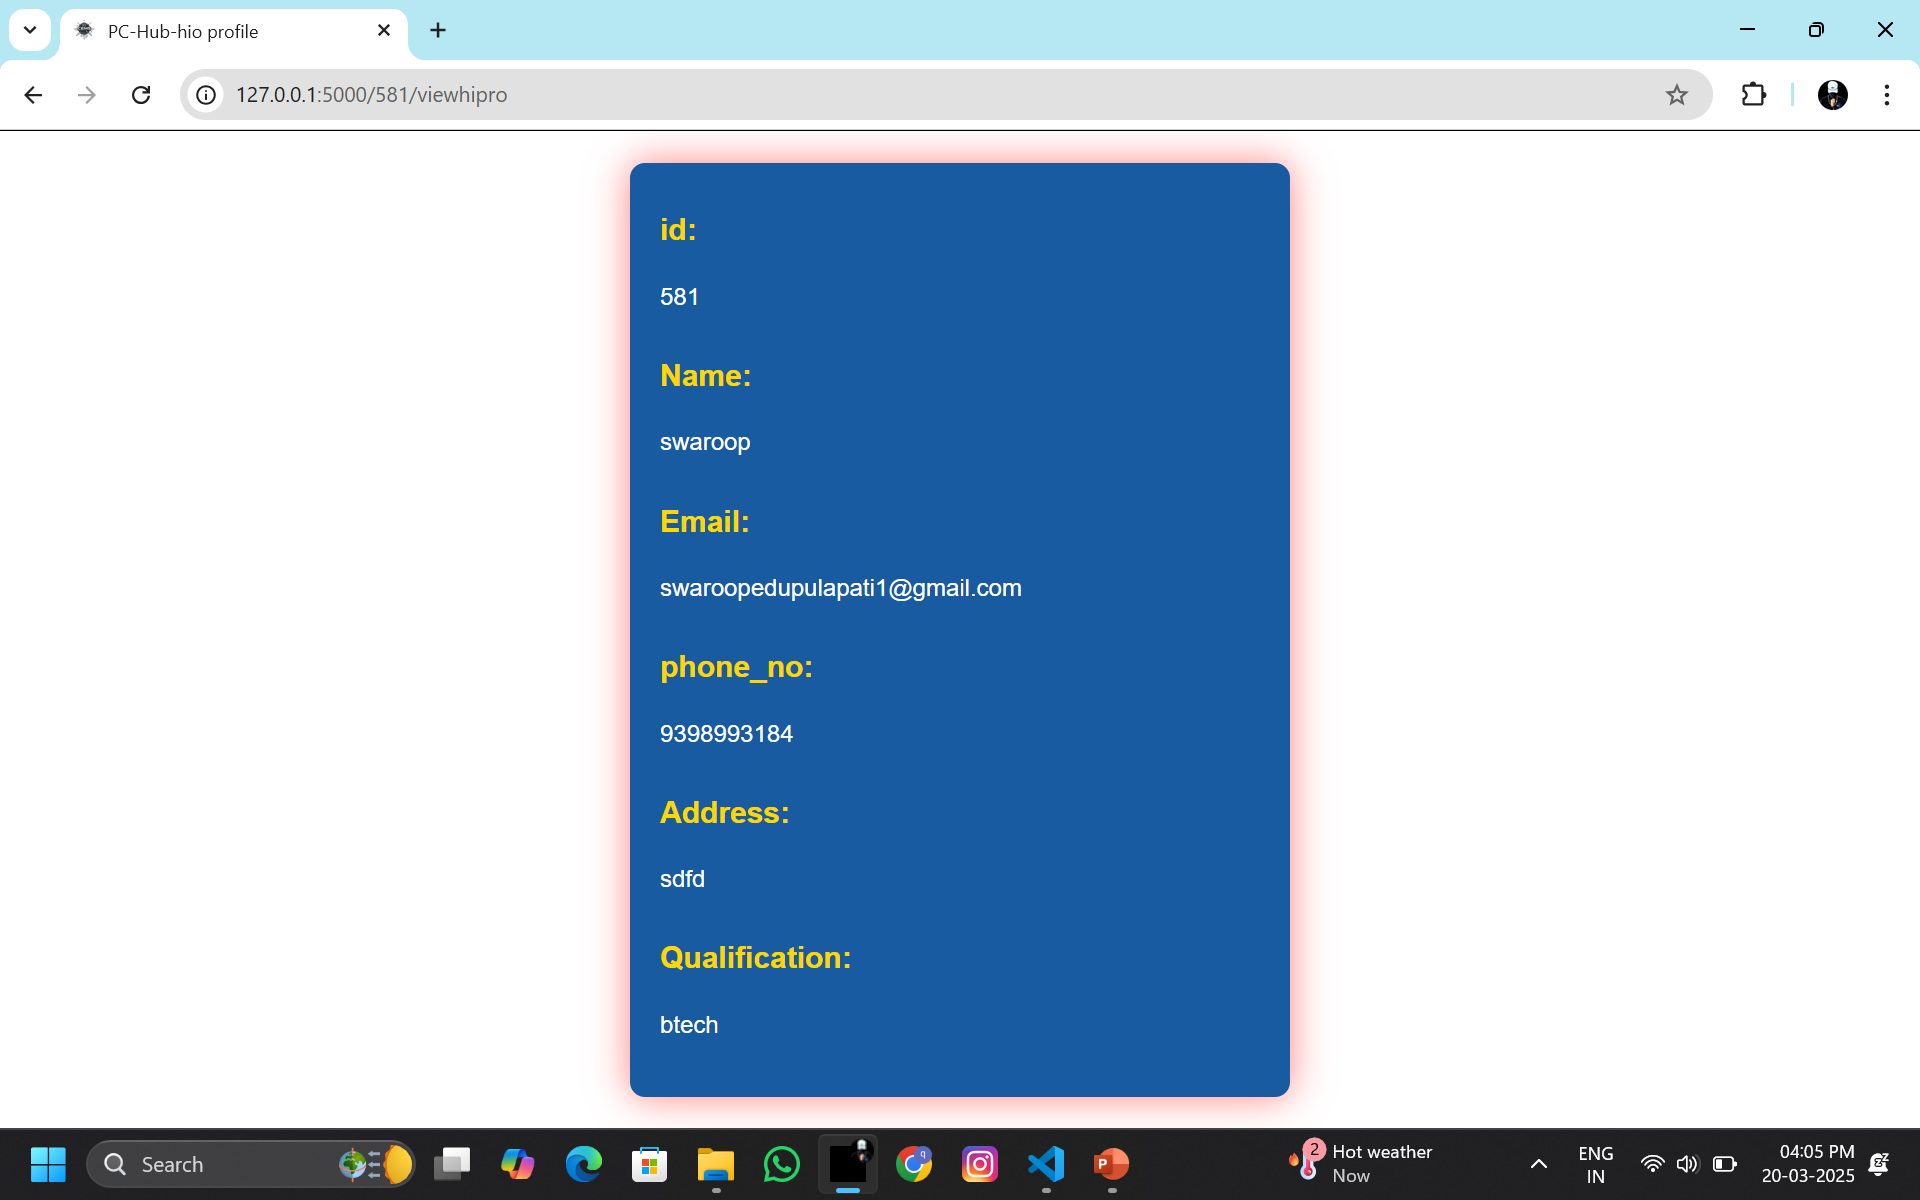 PC-Hub-hio profile
127.0.0.1:5000/581/viewhipro
id:
581
Name:
swaroop
Email:
swaroopedupulapati1@gmail.com
phone_no:
9398993184
Address:
sdfd
Qualification:
btech
Search
2
Hot weather
Now
ENG
IN
04:05 PM
20-03-2025